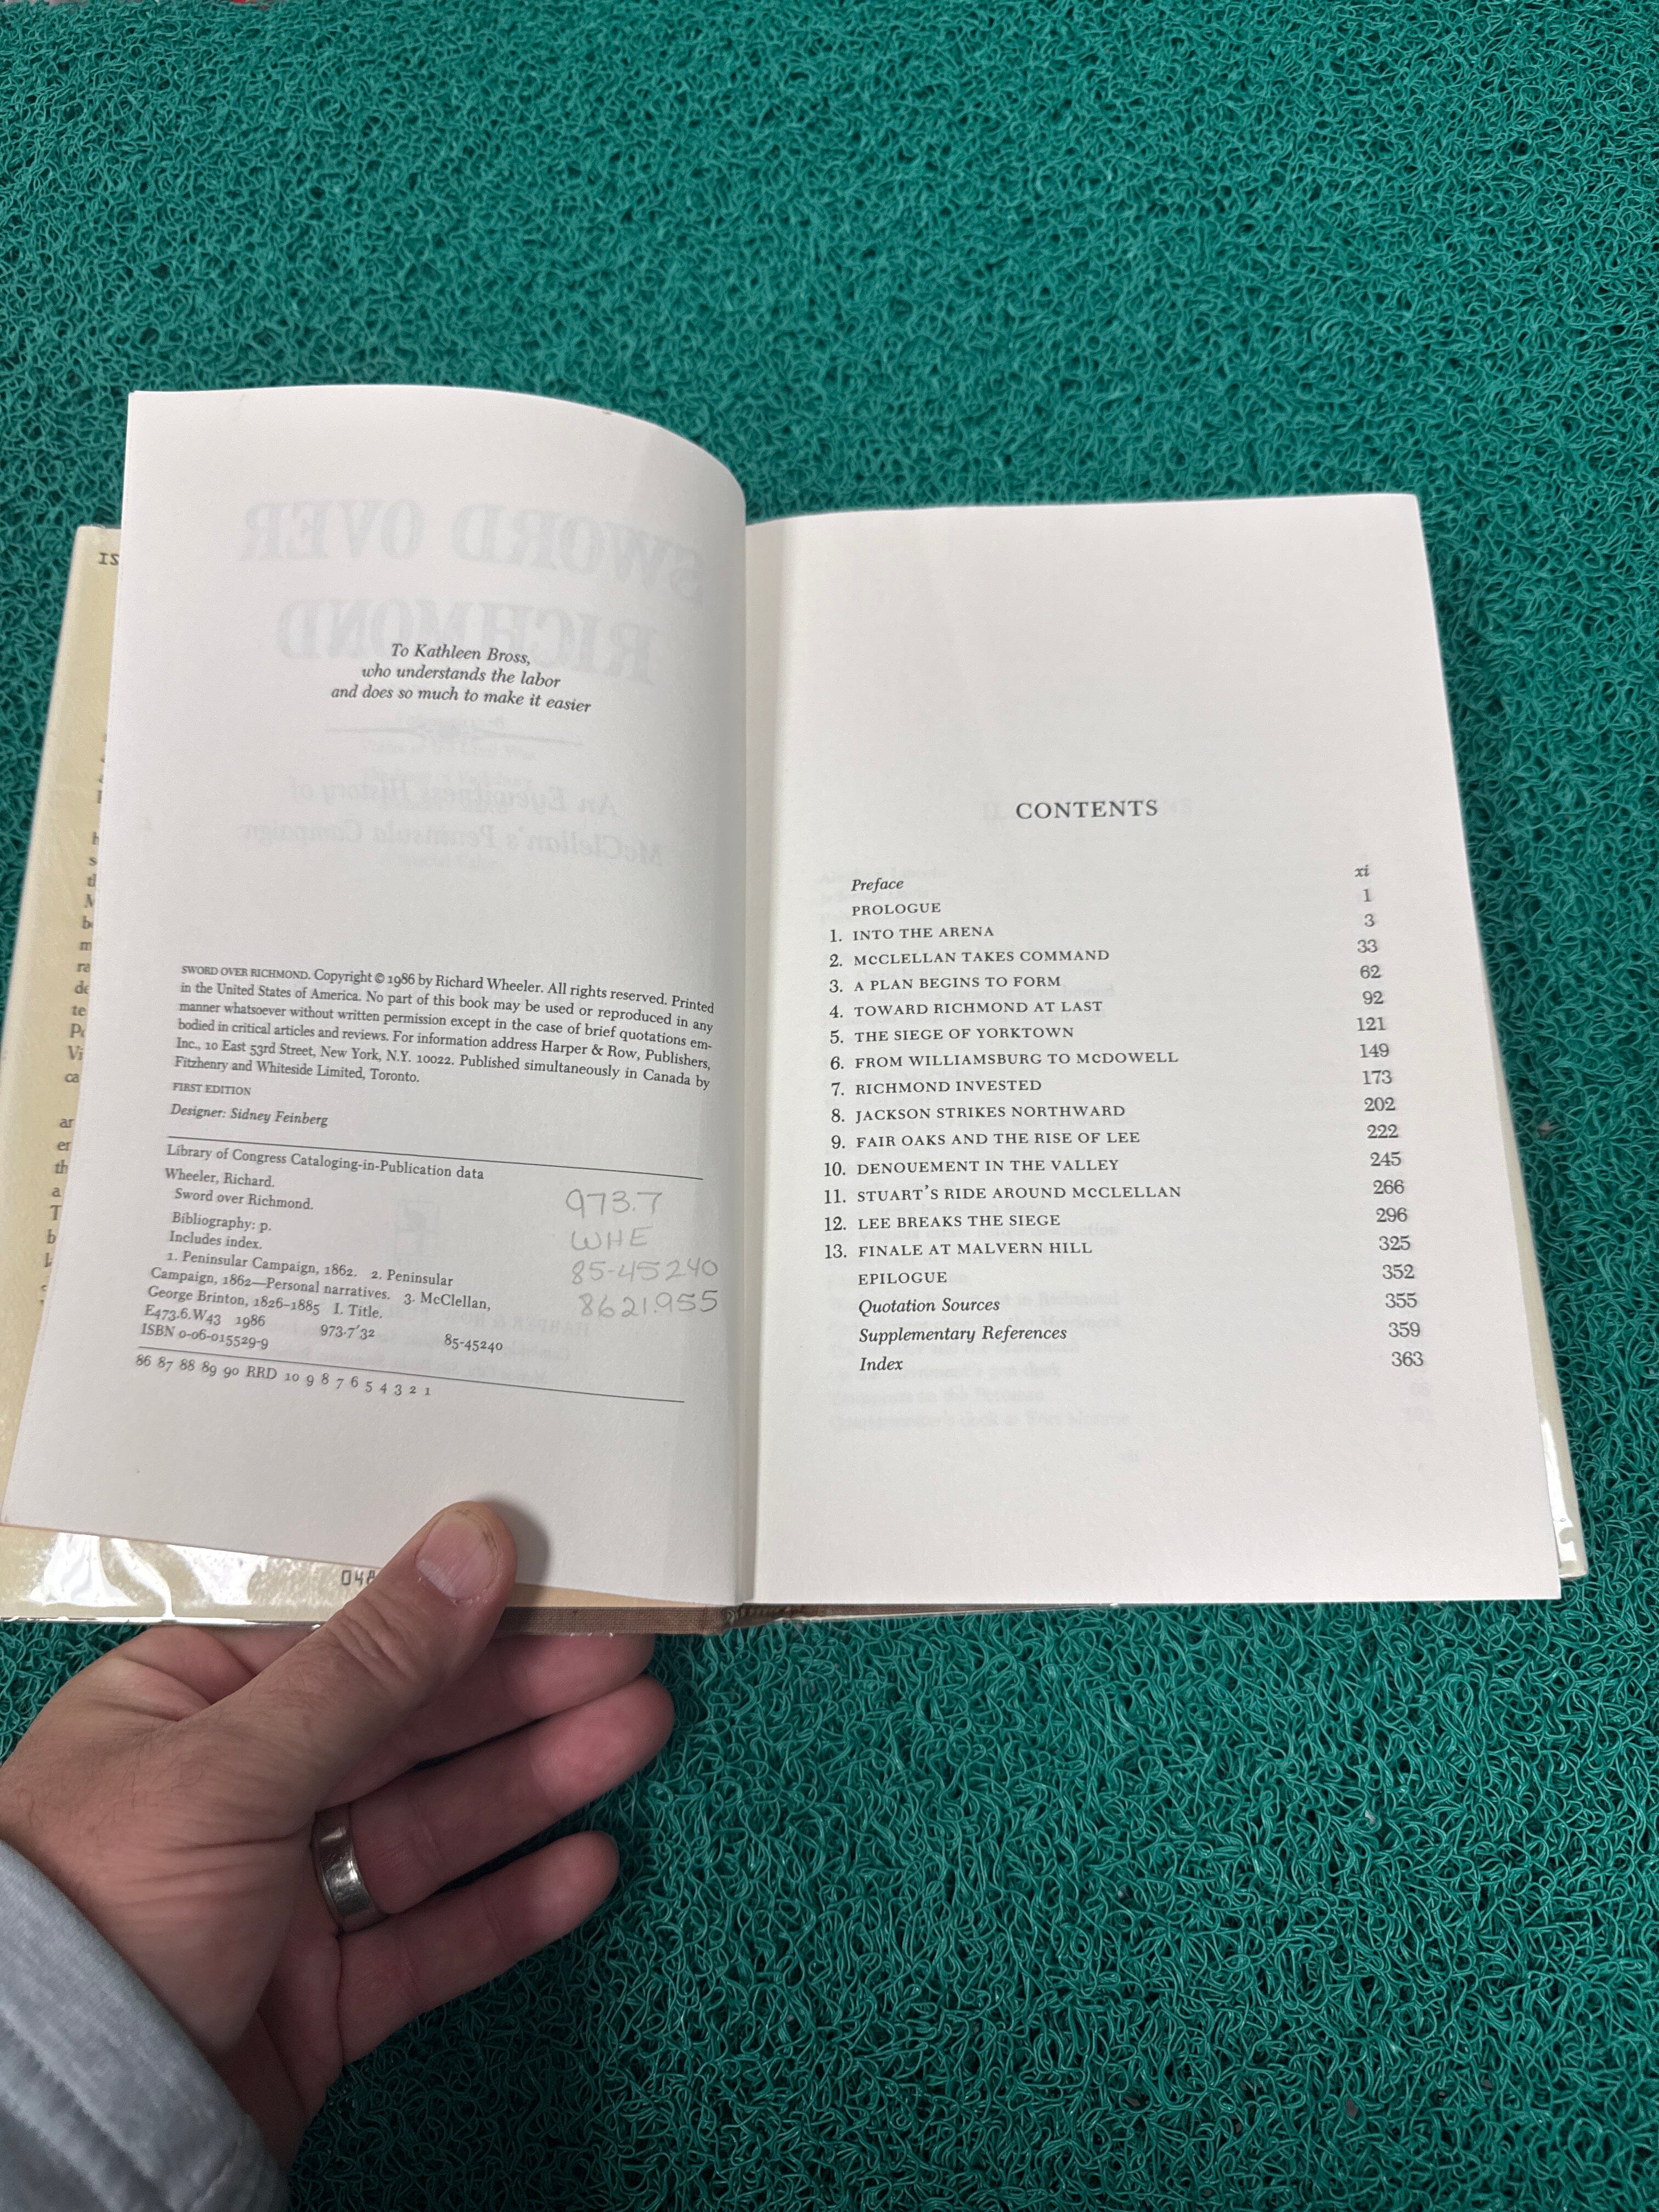 To Kathleen Bross,
who understands the labor
and does so much to make it easier
SWORD OVER RICHMOND. Copyright © 1986 by Richard Wheeler. All rights reserved. Printed
in the United States of America. No part of this book may be used or reproduced in any
manner whatsoever without written permission except in the case of brief quotations em-
bodied in critical articles and reviews. For information address Harper & Row, Publishers,
Inc., 10 East 53rd Street, New York, N.Y. 10022. Published simultaneously in Canada by
Fitzhenry and Whiteside Limited, Toronto.
FIRST EDITION
Designer: Sidney Feinberg
Library of Congress Cataloging-in-Publication data
Wheeler, Richard.
Sword over Richmond.
Bibliography: p.
Includes index.
1. Peninsular Campaign, 1862. 2. Peninsular
Campaign, 1862—Personal narratives. 3. McClellan,
George Brinton, 1826–1885 I. Title.
E473.6.W43 1986 973.7'32 85-45240
ISBN 0-06-015529-9
86 87 88 89 90 RRD 10 9 8 7 6 5 4 3 2 1
973.7
WHE
85-45240
8621.955
CONTENTS
Preface xi
PROLOGUE 1
1. INTO THE ARENA 3
2. McCLELLAN TAKES COMMAND 33
3. A PLAN BEGINS TO FORM 62
4. TOWARD RICHMOND AT LAST 92
5. THE SIEGE OF YORKTOWN 121
6. FROM WILLIAMSBURG TO McDOWELL 149
7. RICHMOND INVESTED 173
8. JACKSON STRIKES NORTHWARD 202
9. FAIR OAKS AND THE RISE OF LEE 222
10. DENOUEMENT IN THE VALLEY 245
11. STUART'S RIDE AROUND McCLELLAN 266
12. LEE BREAKS THE SIEGE 296
13. FINALE AT MALVERN HILL 325
EPILOGUE 352
Quotation Sources 355
Supplementary References 359
Index 363